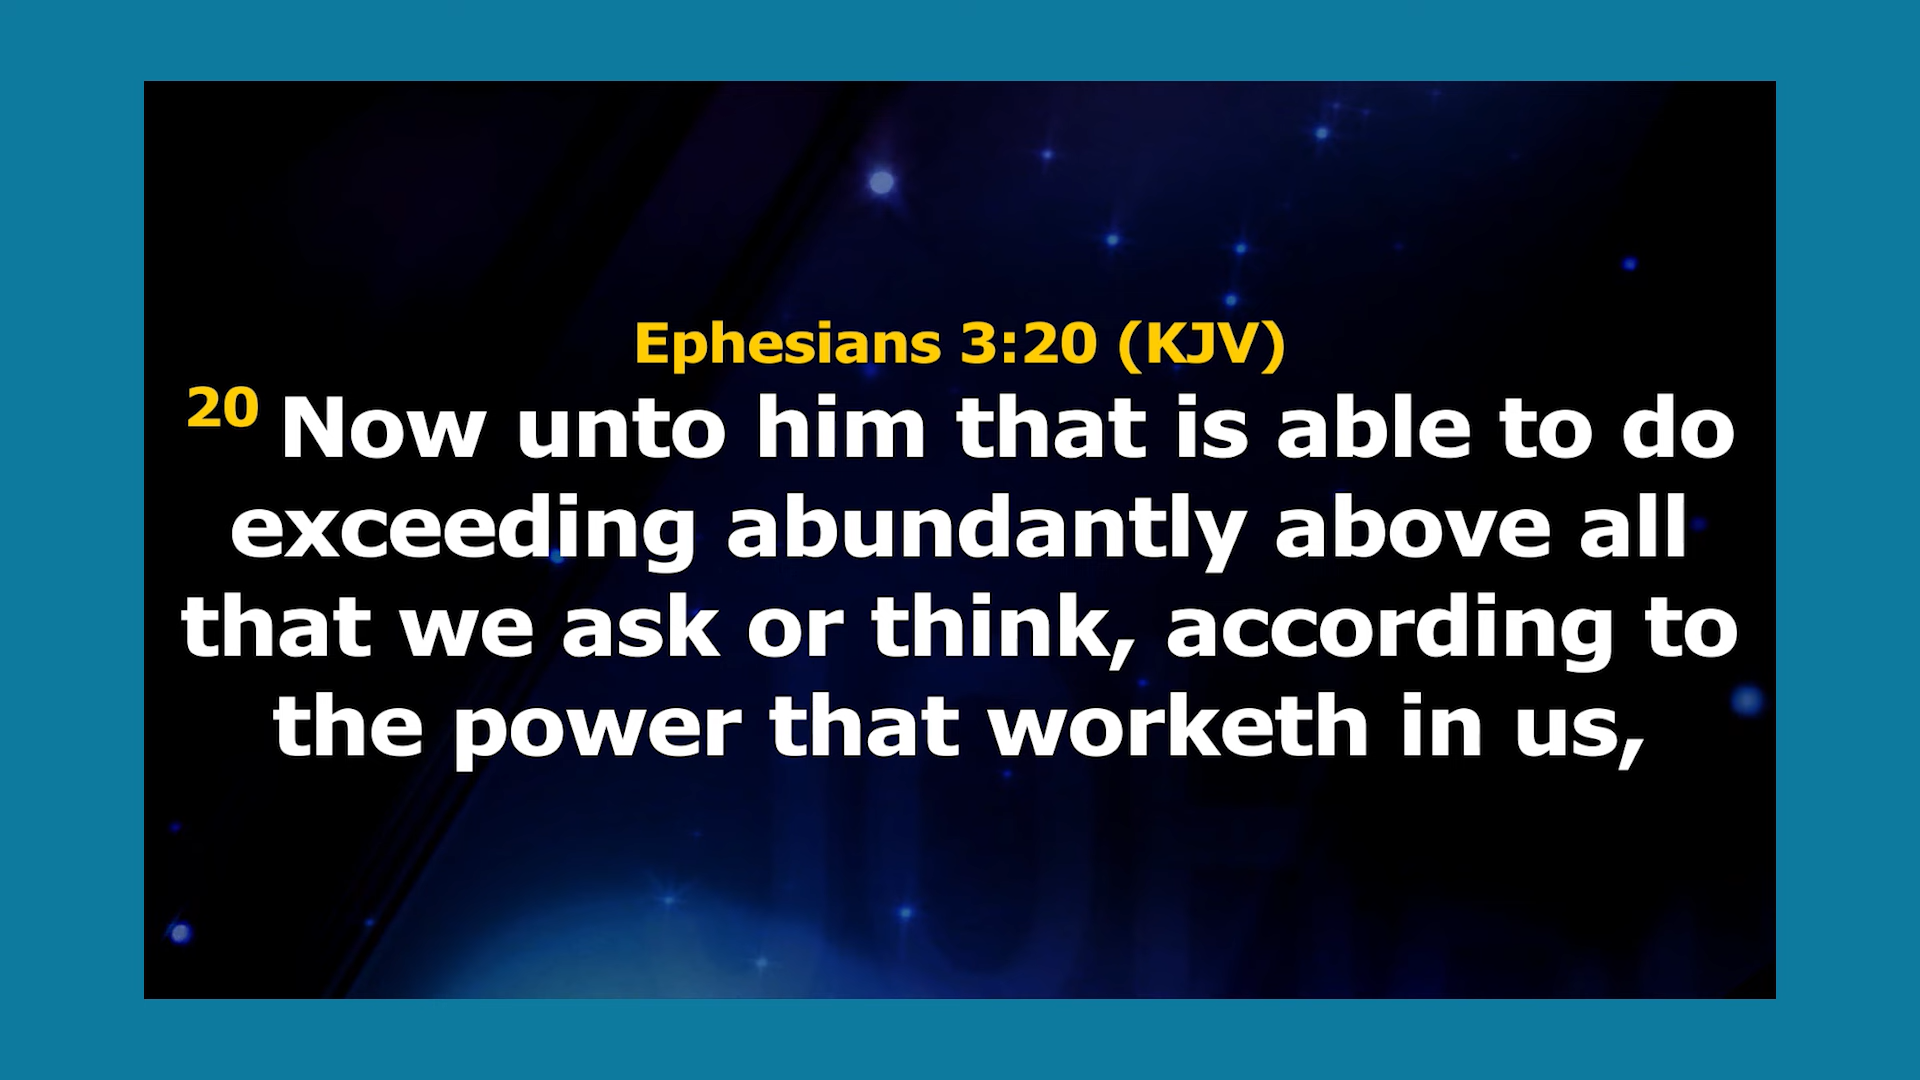 Ephesians 3:20 (KJV)
20 Now unto him that is able to do
exceeding abundantly above all
that we ask or think, according to
the power that worketh in us,